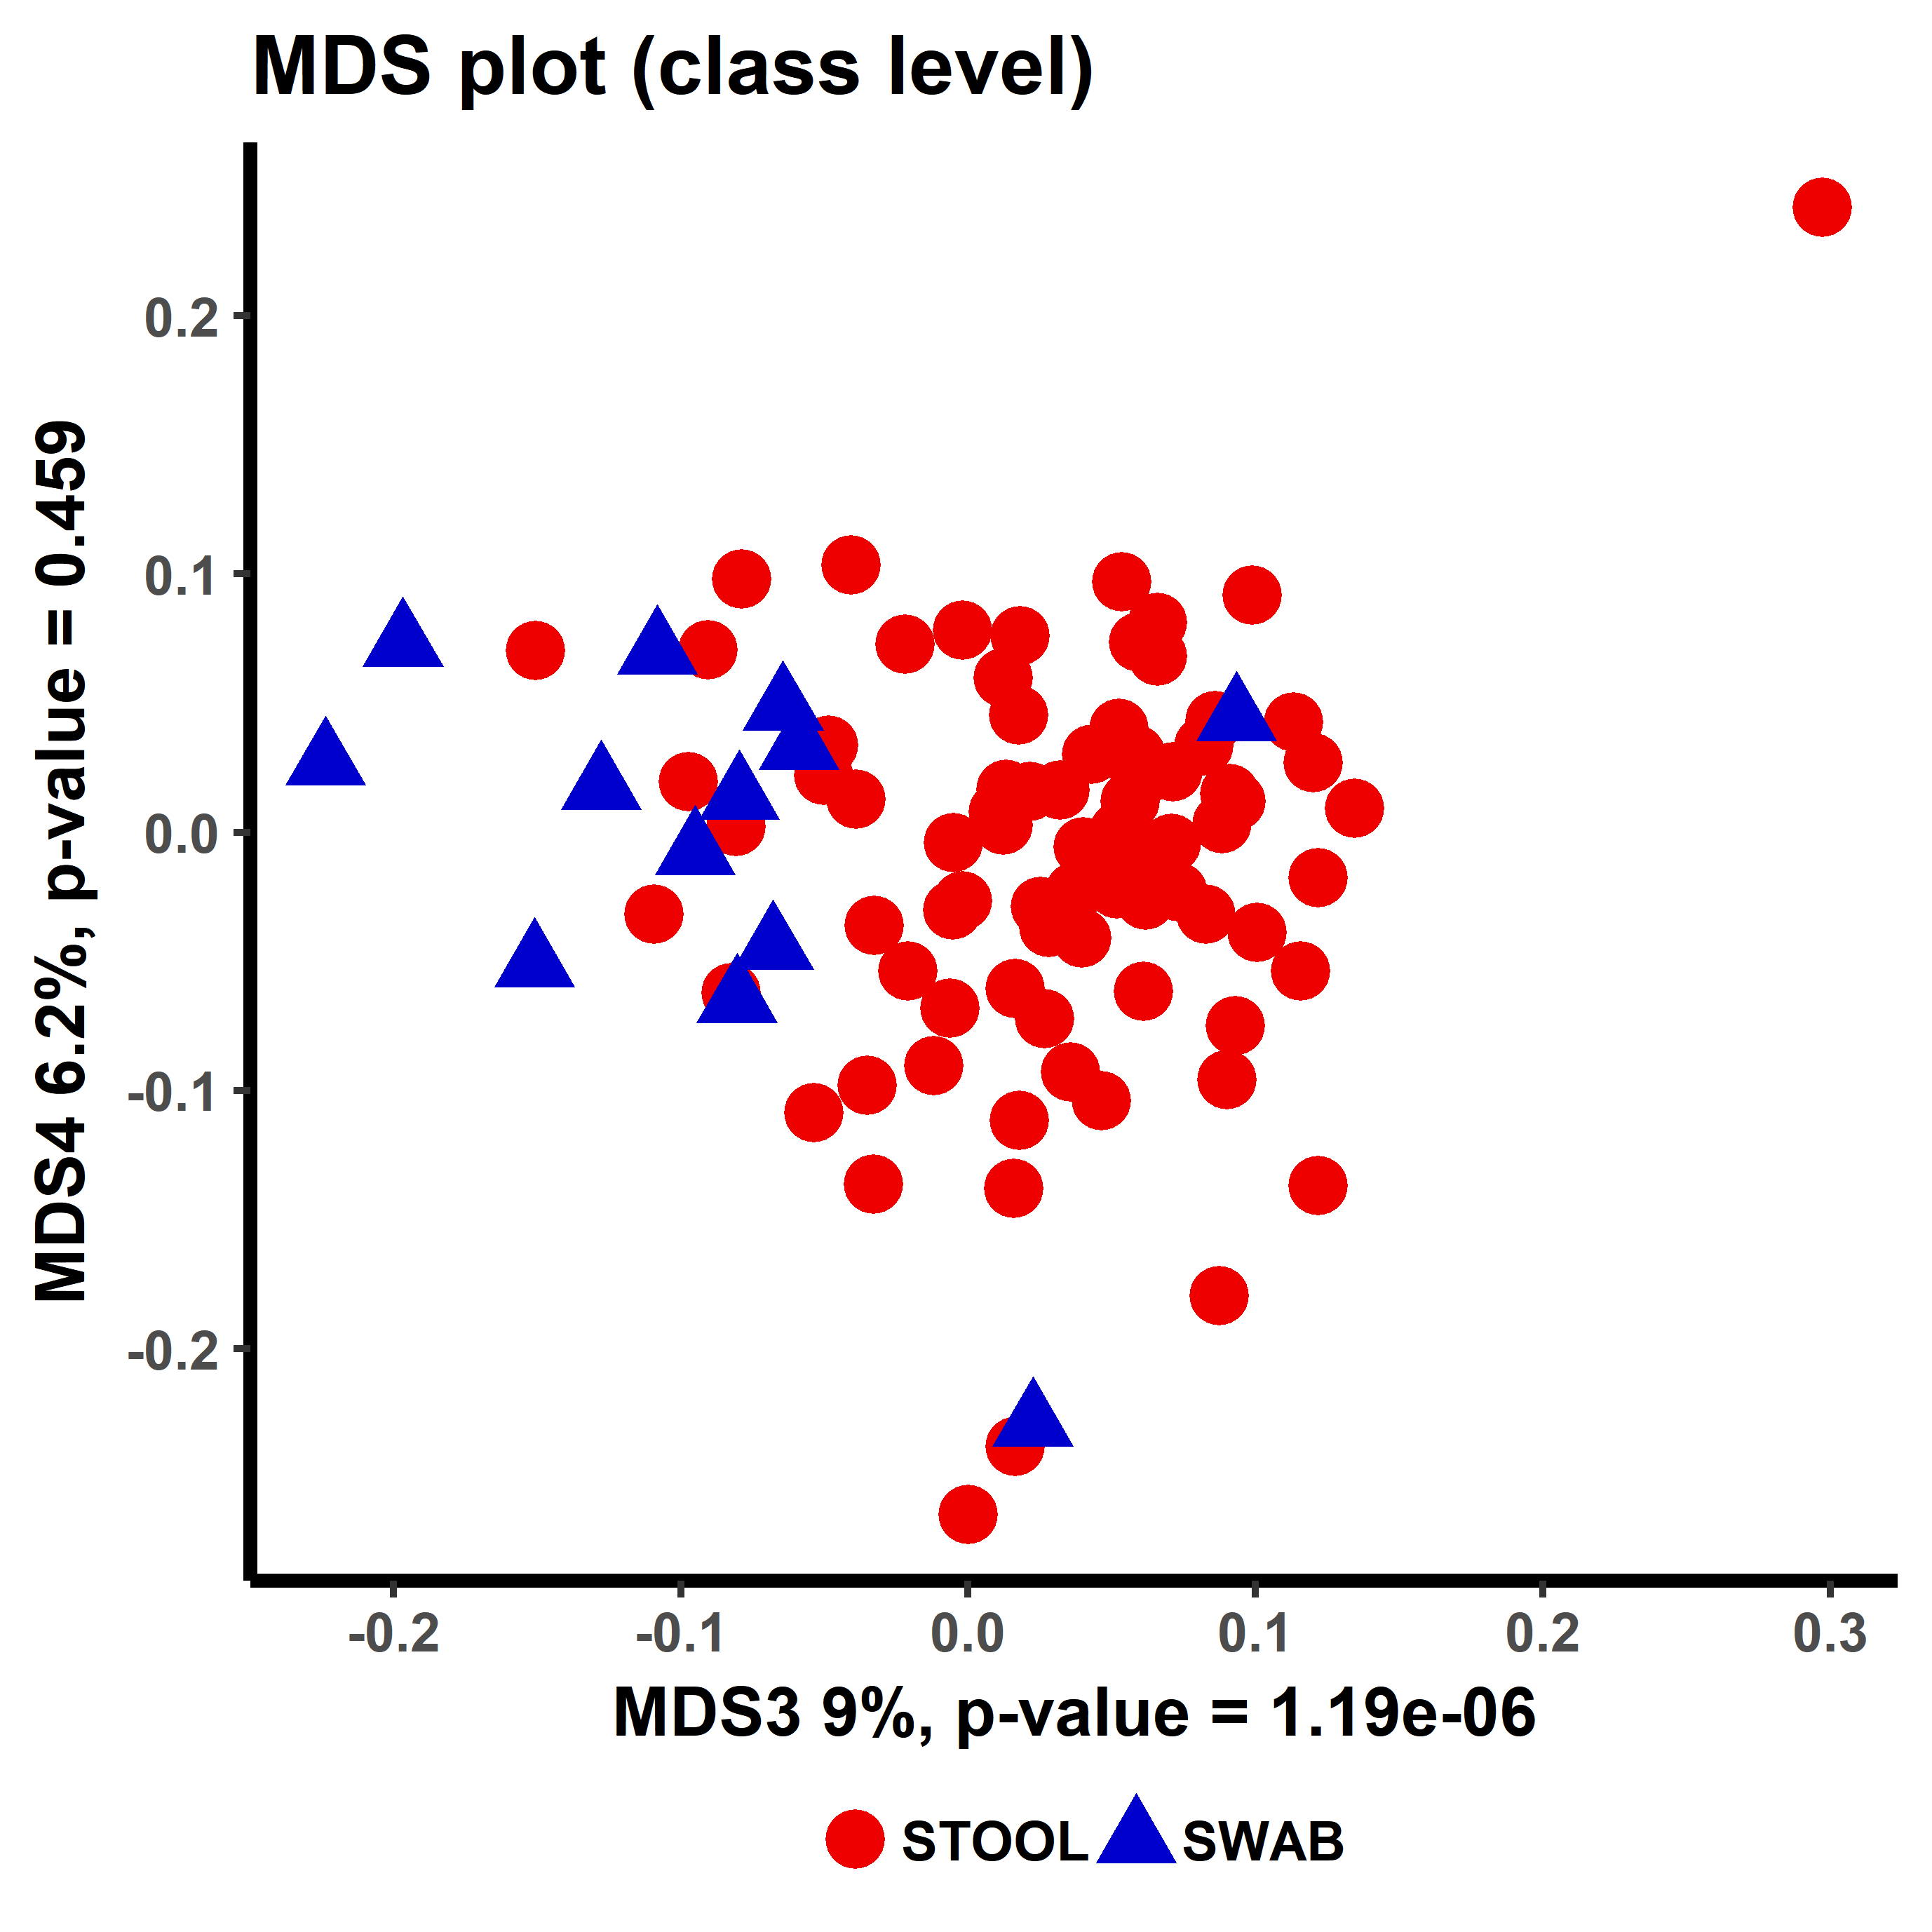 MDS plot (class level)
MDS4 6.2%, p-value = 0.459
0.2
0.1
0.0
-0.1
-0.2
-0.2 -0.1 0.0 0.1 0.2 0.3
MDS3 9%, p-value = 1.19e-06
STOOL SWAB